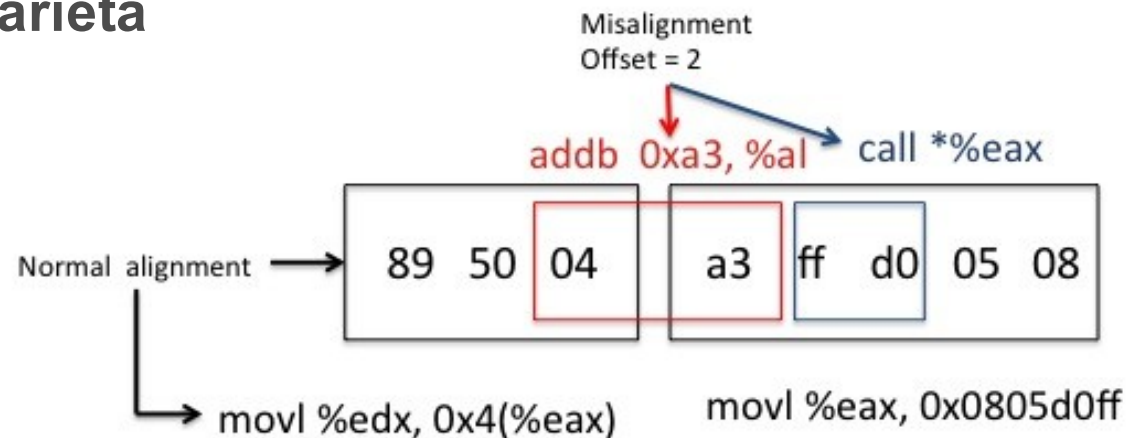 arieta
Misalignment
Offset = 2
addb 0xa3, %al
call *%eax
Normal alignment
89 50 04 a3 ff d0 05 08
movl %edx, 0x4(%eax)
movl %eax, 0x0805d0ff